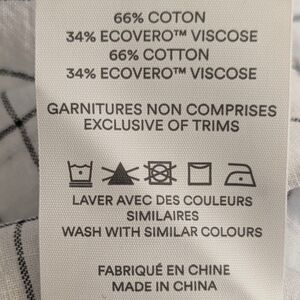 66% COTON
34% ECOVERO™ VISCOSE
66% COTTON
34% ECOVERO™ VISCOSE
GARNITURES NON COMPRISES
EXCLUSIVE OF TRIMS
LAVER AVEC DES COULEURS
SIMILAIRES
WASH WITH SIMILAR COLOURS
FABRIQUÉ EN CHINE
MADE IN CHINA